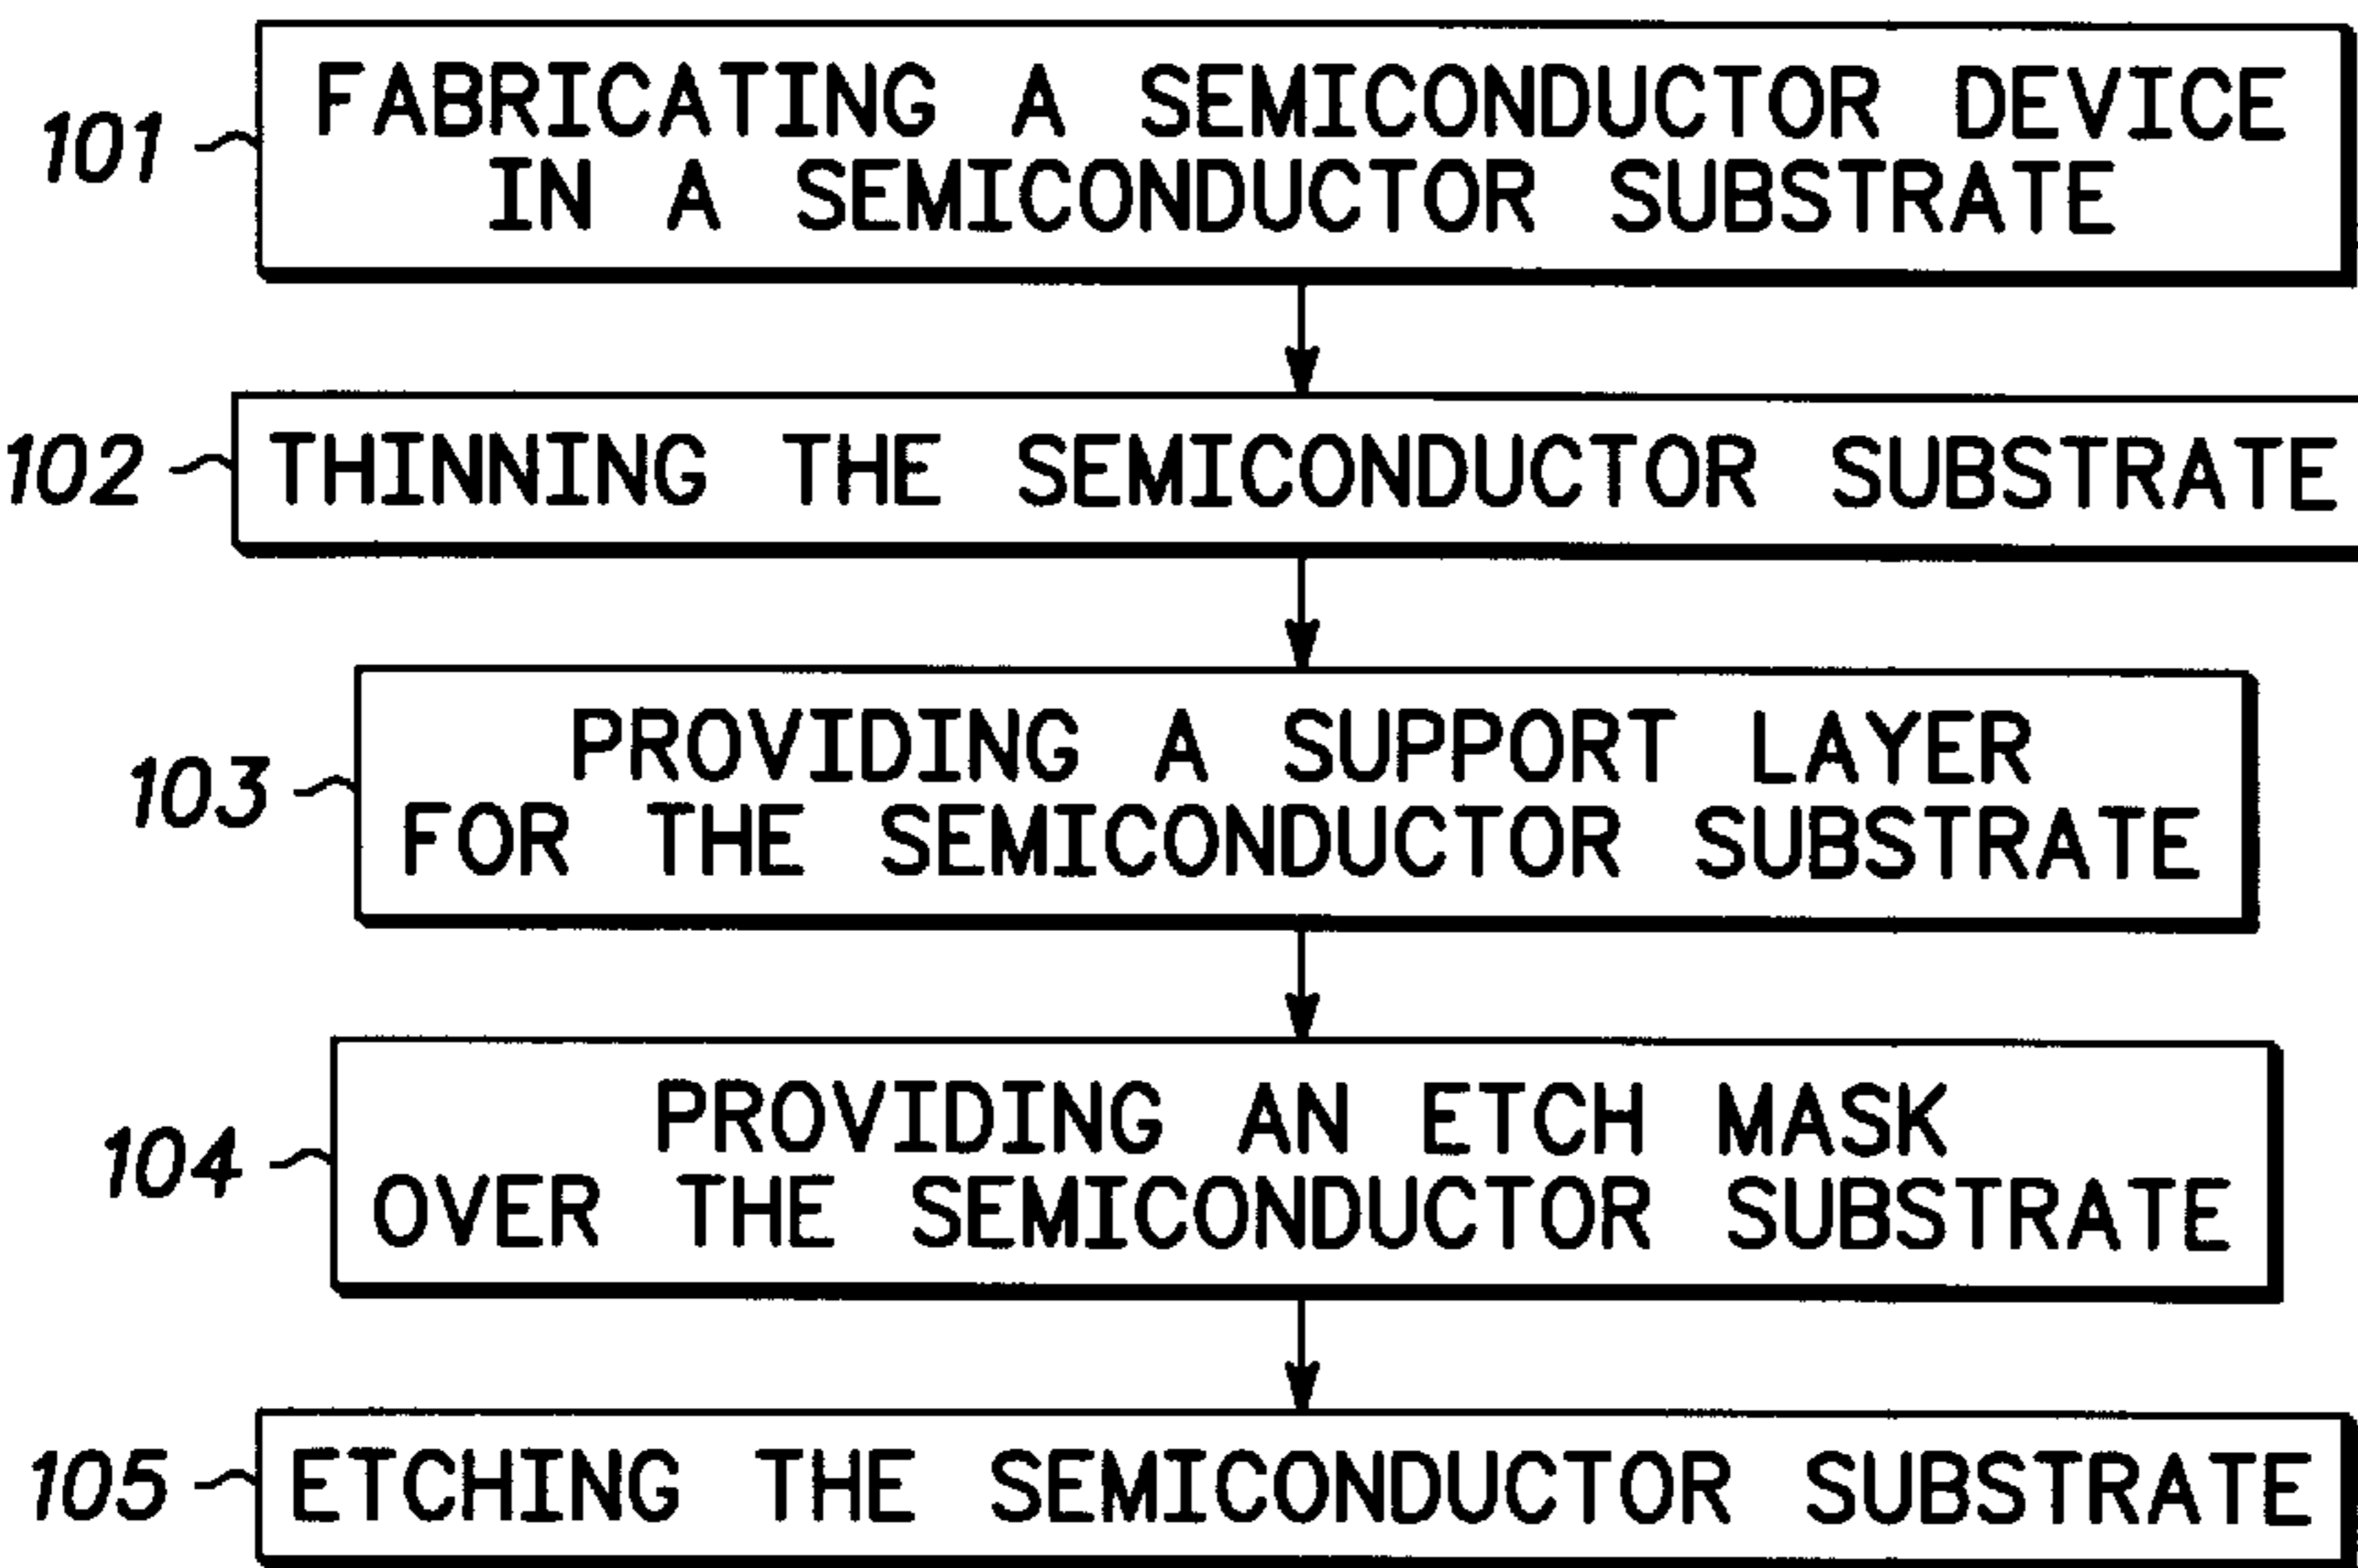 101 FABRICATING A SEMICONDUCTOR DEVICE
IN A SEMICONDUCTOR SUBSTRATE
102 THINNING THE SEMICONDUCTOR SUBSTRATE
103 PROVIDING A SUPPORT LAYER
FOR THE SEMICONDUCTOR SUBSTRATE
104 PROVIDING AN ETCH MASK
OVER THE SEMICONDUCTOR SUBSTRATE
105 ETCHING THE SEMICONDUCTOR SUBSTRATE